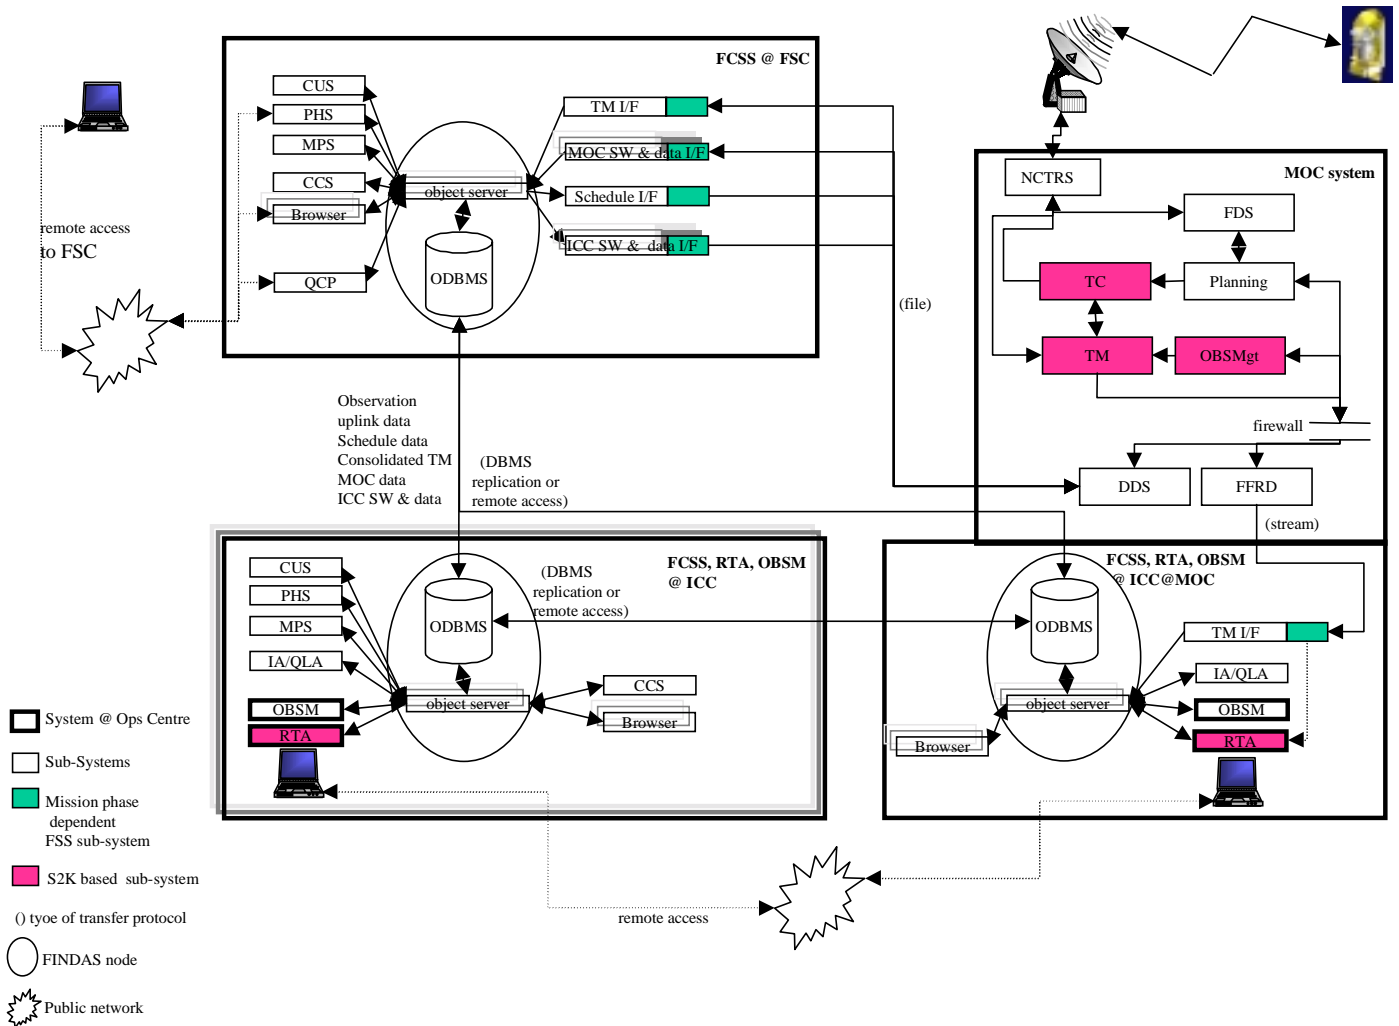 FCSS @ FSC
CUS
PHS
MPS
CCS
Browser
QCP
object server
ODBMS
TM I/F
MOC SW & data I/F
Schedule I/F
ICC SW & data I/F
remote access
to FSC
(file)
MOC system
NCTRS
FDS
TC
Planning
TM
OBSMgt
firewall
DDS
FFRD
(stream)
Observation
uplink data
Schedule data
Consolidated TM
MOC data
ICC SW & data
(DBMS
replication or
remote access)
FCSS, RTA, OBSM
@ ICC
CUS
PHS
MPS
IA/QLA
OBSM
RTA
ODBMS
object server
CCS
Browser
(DBMS
replication or
remote access)
FCSS, RTA, OBSM
@ ICC@MOC
ODBMS
object server
Browser
TM I/F
IA/QLA
OBSM
RTA
remote access
System @ Ops Centre
Sub-Systems
Mission phase
dependent
FSS sub-system
S2K based sub-system
() tyoe of transfer protocol
FINDAS node
Public network